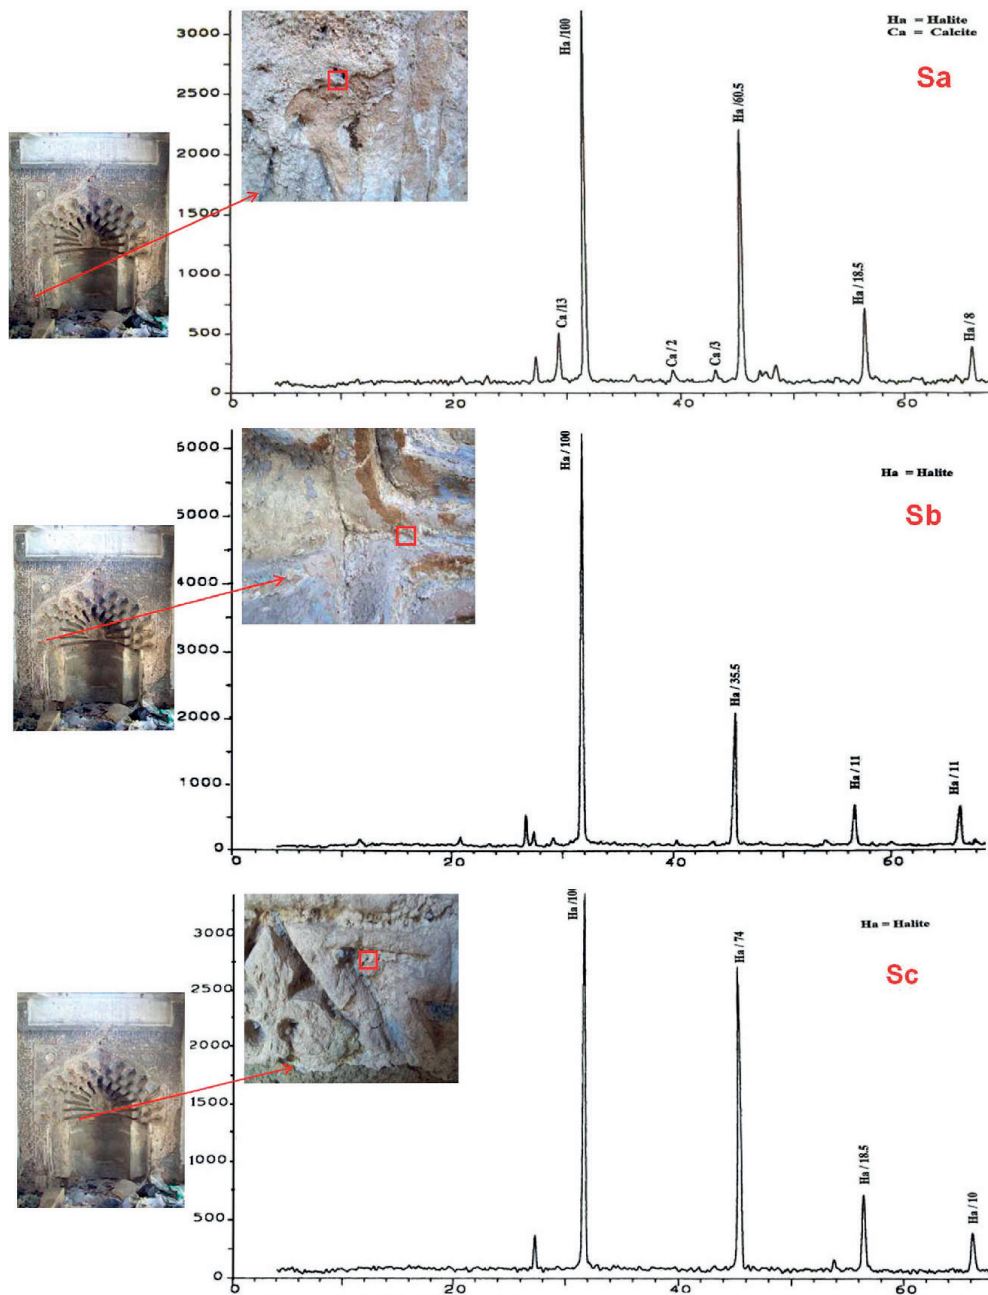 Ha = Halite
Ca = Calcite
Sa
3000
2500
2000
1500
1000
500
0
Ca /13
Ha /100
Ca / 2
Ca /3
Ha /60.5
Ha / 18.5
Ha / 8
0
20
40
60
Ha = Halite
Sb
6000
5000
4000
3000
2000
1000
0
Ha / 100
Ha / 35.5
Ha / 11
Ha / 11
0
20
40
60
Ha = Halite
Sc
3000
2500
2000
1500
1000
500
0
Ha /100
Ha / 74
Ha / 18.5
Ha / 10
0
20
40
60